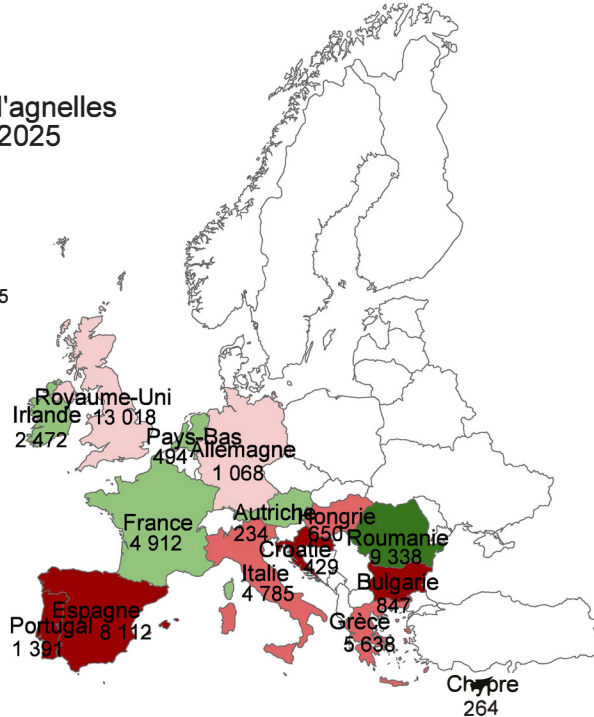 l'agnelles
2025
5
Royaume-Uni
13 018
Irlande
2 472
Pays-Bas
494
Allemagne
1 068
France
4 912
Autriche
234
Hongrie
650
Roumanie
9 338
Croatie
429
Italie
4 785
Bulgarie
847
Espagne
8 112
Portugal
1 391
Grèce
5 638
Chypre
264